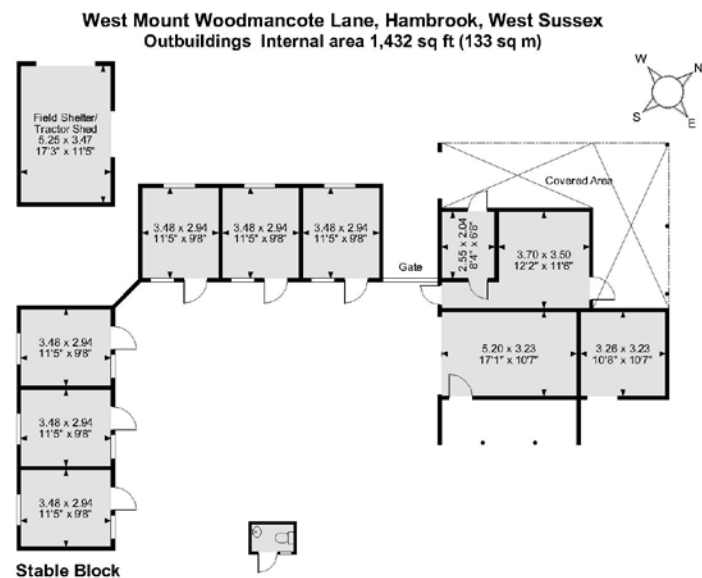 West Mount Woodmancote Lane, Hambrook, West Sussex
Outbuildings Internal area 1,432 sq ft (133 sq m)
W
N
S
E
Field Shelter/
Tractor Shed
5.25 x 3.47
17'3" x 11'5"
Covered Area
3.48 x 2.94
11'5" x 9'8"
3.48 x 2.94
11'5" x 9'8"
3.48 x 2.94
11'5" x 9'8"
Gate
2.55 x 2.04
8'4" x 6'8"
3.70 x 3.50
12'2" x 11'6"
3.48 x 2.94
11'5" x 9'8"
5.20 x 3.23
17'1" x 10'7"
3.26 x 3.23
10'8" x 10'7"
3.48 x 2.94
11'5" x 9'8"
3.48 x 2.94
11'5" x 9'8"
Stable Block